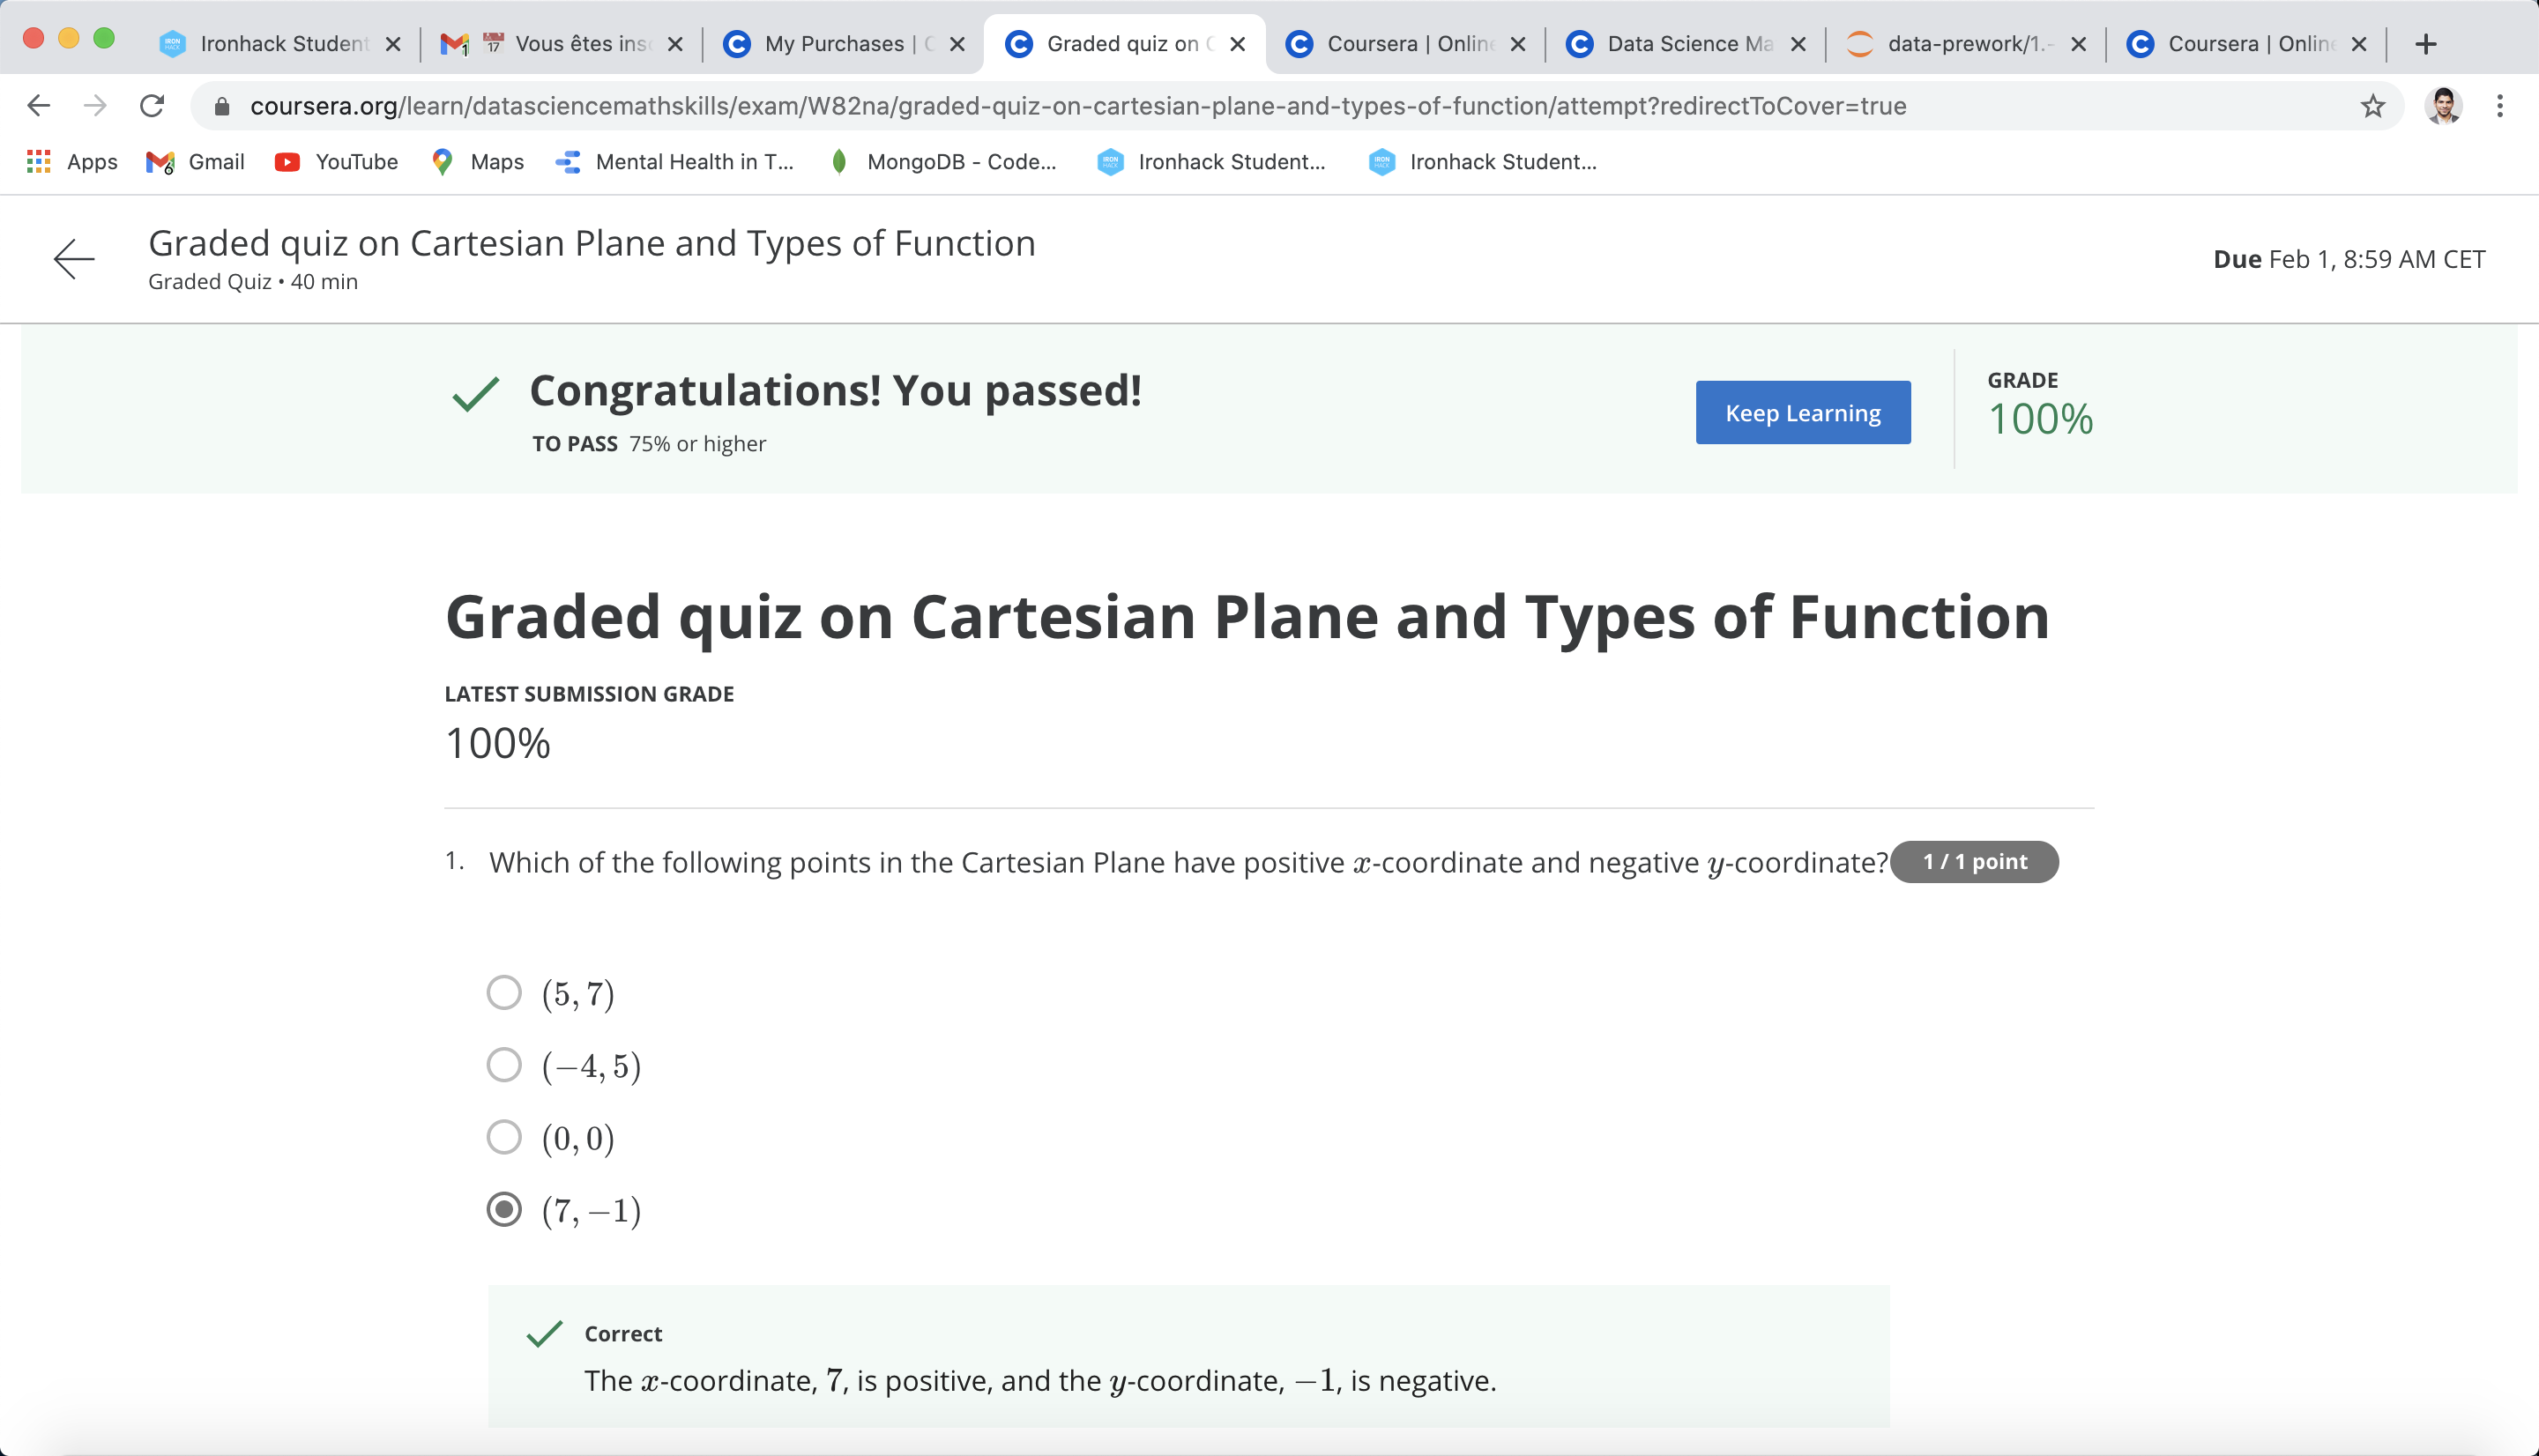 Ironhack Student
Vous êtes insc
My Purchases | C
Graded quiz on C
Coursera | Online
Data Science Ma
data-prework/1.-
Coursera | Online
coursera.org/learn/datasciencemathskills/exam/W82na/graded-quiz-on-cartesian-plane-and-types-of-function/attempt?redirectToCover=true
Apps
Gmail
YouTube
Maps
Mental Health in T...
MongoDB - Code...
Ironhack Student...
Ironhack Student...
Graded quiz on Cartesian Plane and Types of Function
Graded Quiz • 40 min
Due Feb 1, 8:59 AM CET
Congratulations! You passed!
TO PASS 75% or higher
Keep Learning
GRADE
100%
Graded quiz on Cartesian Plane and Types of Function
LATEST SUBMISSION GRADE
100%
1. Which of the following points in the Cartesian Plane have positive x-coordinate and negative y-coordinate?
1 / 1 point
(5, 7)
(−4, 5)
(0, 0)
(7, −1)
Correct
The x-coordinate, 7, is positive, and the y-coordinate, −1, is negative.